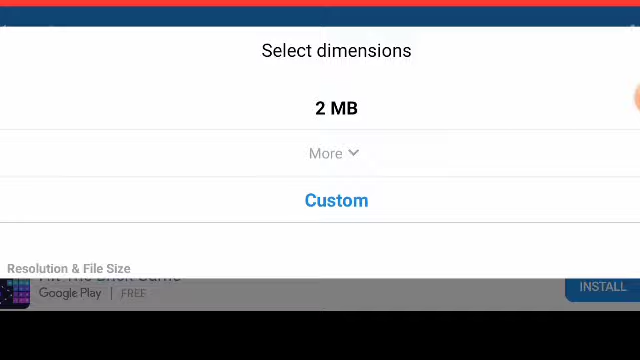 Select dimensions
2 MB
More
Custom
Resolution & File Size
Google Play | FREE
INSTALL